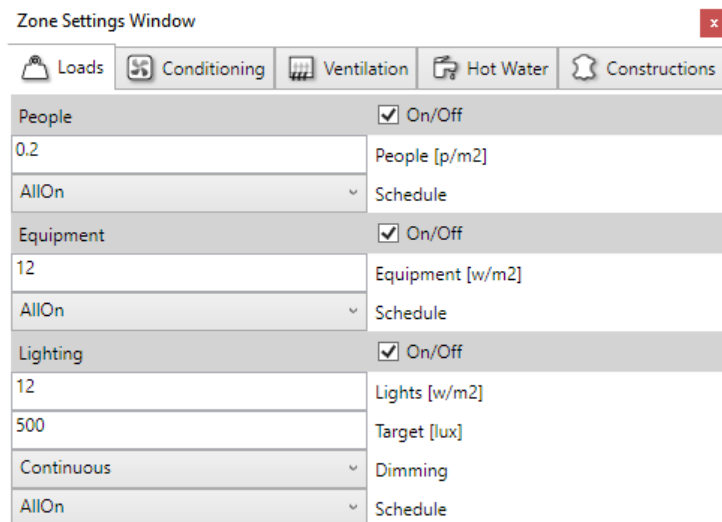 Zone Settings Window
x
Loads Conditioning Ventilation Hot Water Constructions
People On/Off
0.2 People [p/m2]
AllOn Schedule
Equipment On/Off
12 Equipment [w/m2]
AllOn Schedule
Lighting On/Off
12 Lights [w/m2]
500 Target [lux]
Continuous Dimming
AllOn Schedule